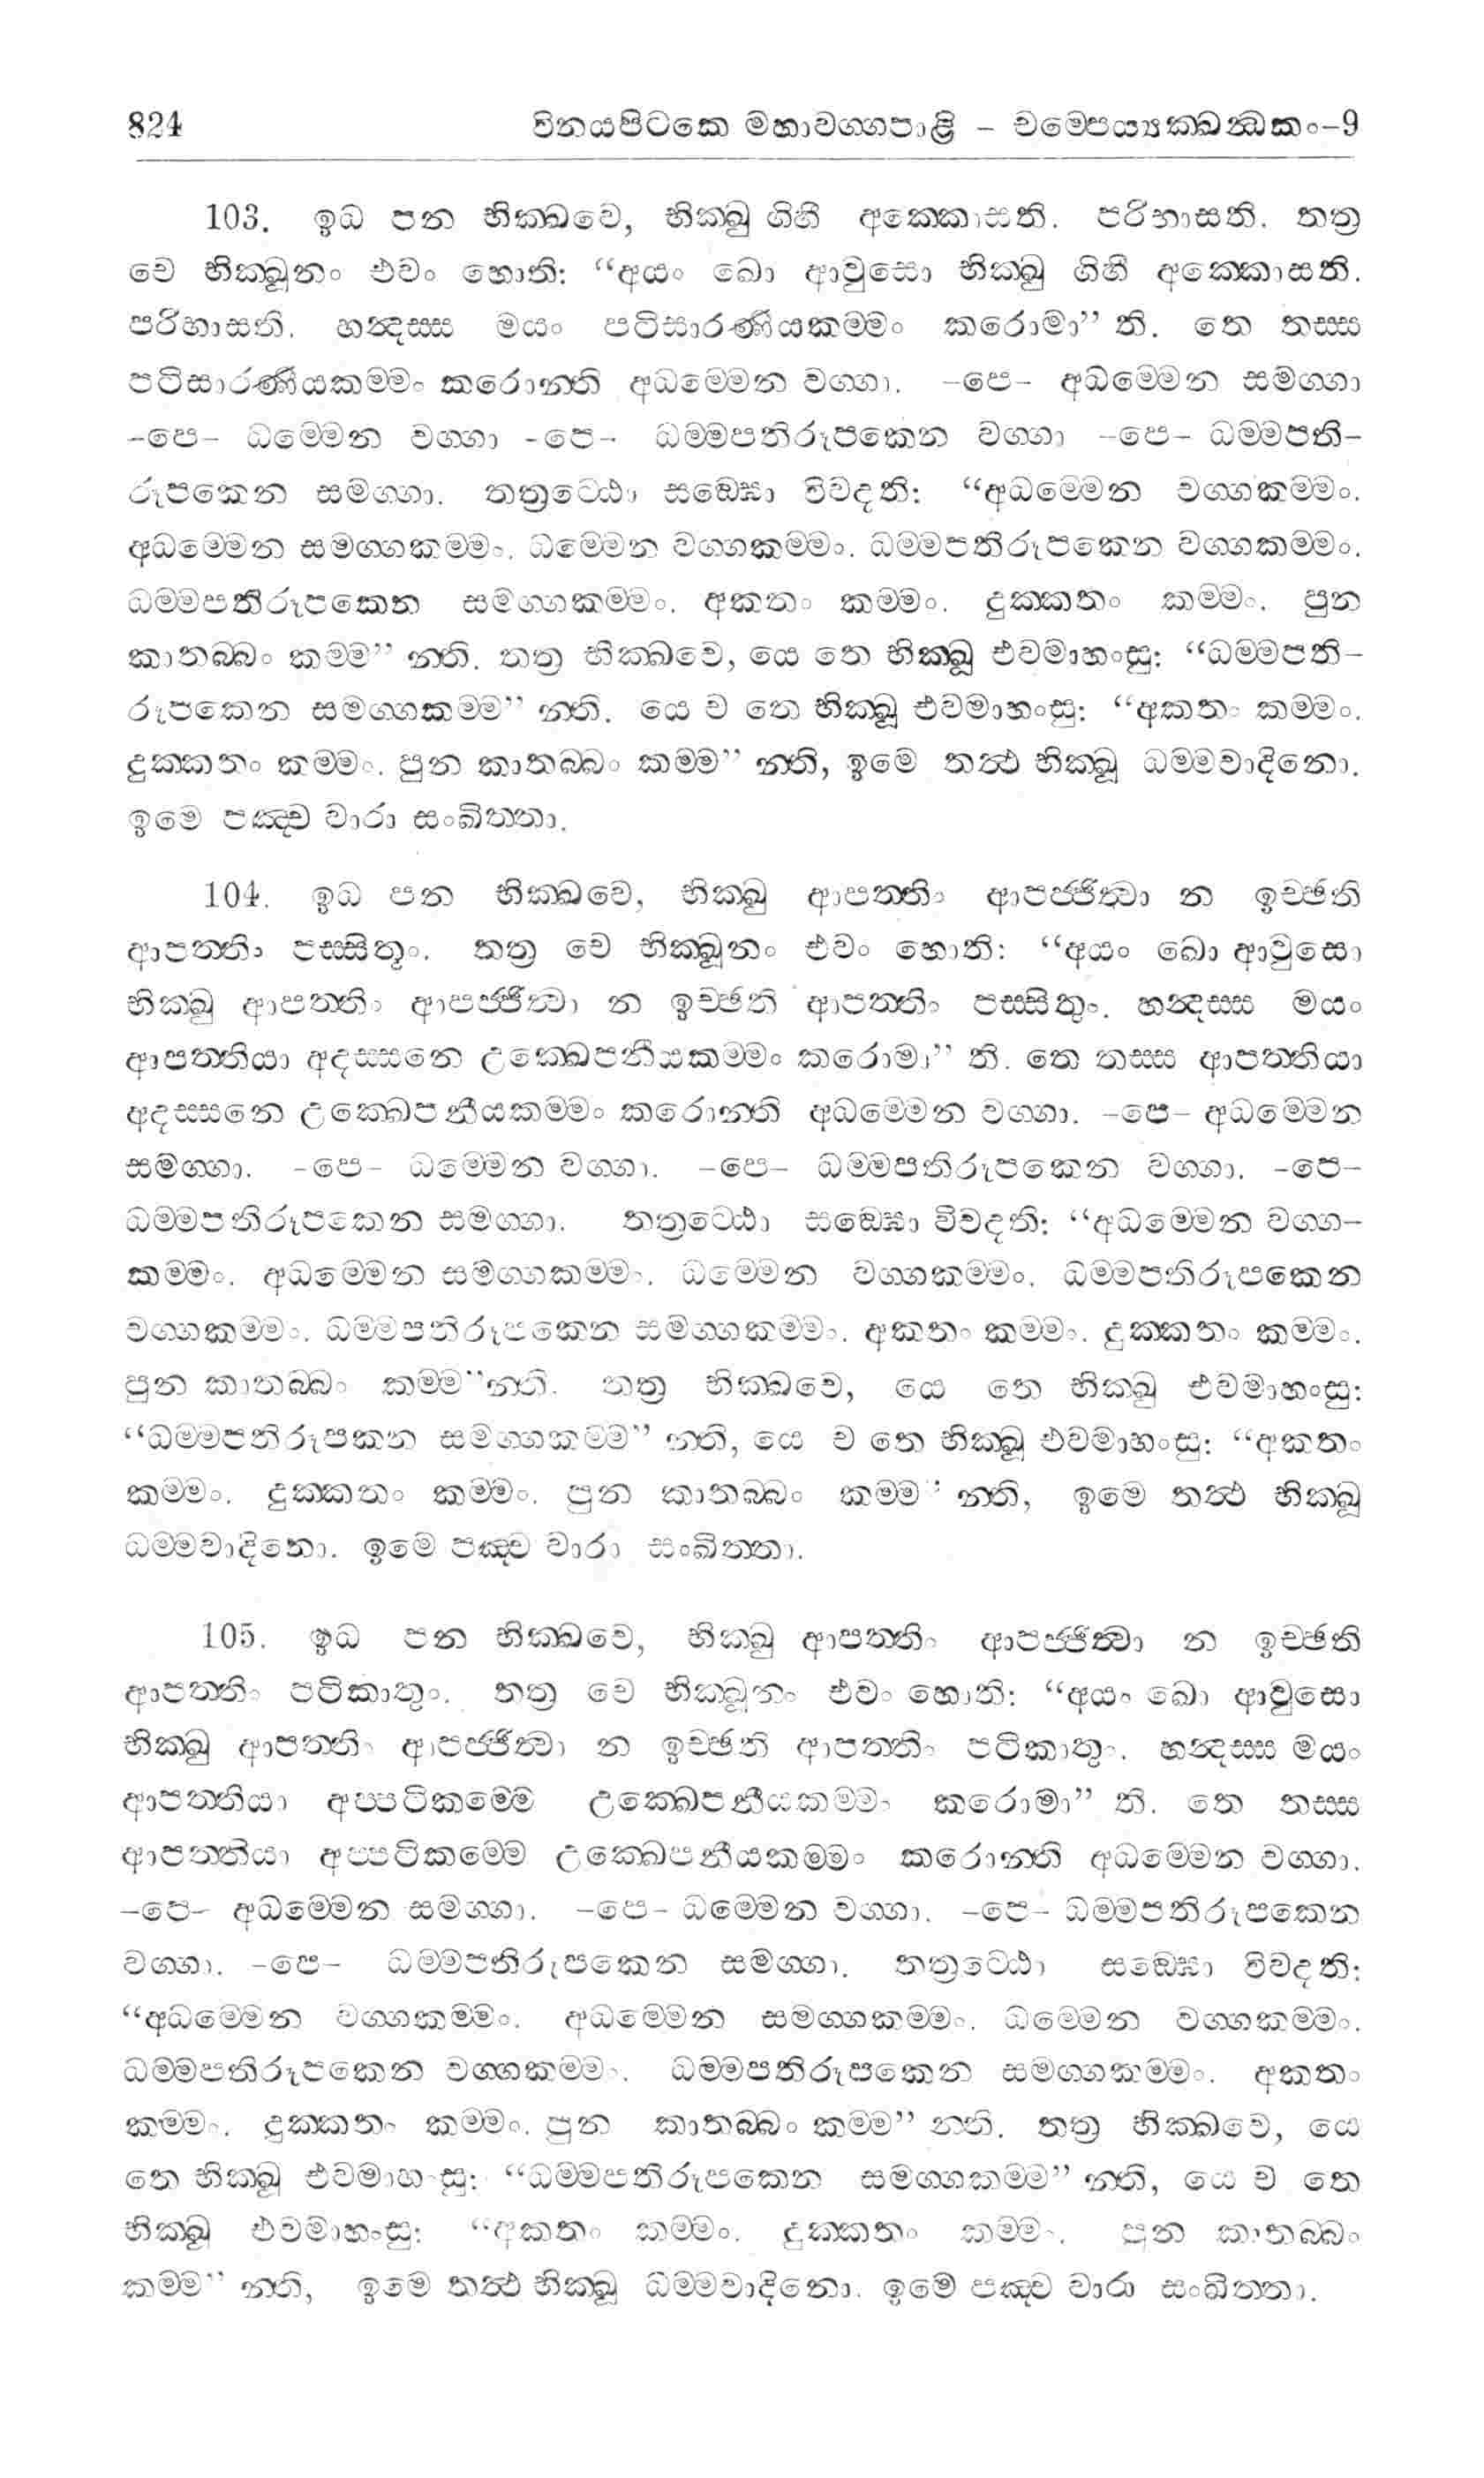 824 විනයපිටකෙ මහාවග්ගපාළි – චම්පෙය්‍යක්ඛන්ධකං–9
103. ඉධ පන භික්ඛවෙ, භික්ඛු ගිහී අක්කොසති. පරිභාසති. තත්‍ර
චෙ භික්ඛූනං එවං හොති: “අයං ඛො ආවුසො භික්ඛු ගිහී අක්කොසති.
පරිභාසති. හන්දස්ස මයං පටිසාරණීයකම්මං කරොමා” ති. තෙ තස්ස
පටිසාරණීයකම්මං කරොන්ති අධම්මෙන වග්ගා. –පෙ– අධම්මෙන සමග්ගා
–පෙ– ධම්මෙන වග්ගා –පෙ– ධම්මපතිරූපකෙන වග්ගා –පෙ– ධම්මපති–
රූපකෙන සමග්ගා. තත්‍රට්ඨො සඞ්ඝො විවදති: “අධම්මෙන වග්ගකම්මං.
අධම්මෙන සමග්ගකම්මං. ධම්මෙන වග්ගකම්මං. ධම්මපතිරූපකෙන වග්ගකම්මං.
ධම්මපතිරූපකෙන සමග්ගකම්මං. අකතං කම්මං. දුක්කතං කම්මං. පුන
කාතබ්බං කම්ම” න්ති. තත්‍ර භික්ඛවෙ, යෙ තෙ භික්ඛූ එවමාහංසු: “ධම්මපති–
රූපකෙන සමග්ගකම්ම” න්ති. යෙ ච තෙ භික්ඛූ එවමාහංසු: “අකතං කම්මං.
දුක්කතං කම්මං. පුන කාතබ්බං කම්ම” න්ති, ඉමෙ තත්ථ භික්ඛූ ධම්මවාදිනො.
ඉමෙ පඤ්ච වාරා සංඛිත්තා.
104. ඉධ පන භික්ඛවෙ, භික්ඛු ආපත්තිං ආපජ්ජිත්වා න ඉච්ඡති
ආපත්තිං පස්සිතුං. තත්‍ර චෙ භික්ඛූනං එවං හොති: “අයං ඛො ආවුසො
භික්ඛු ආපත්තිං ආපජ්ජිත්වා න ඉච්ඡති ආපත්තිං පස්සිතුං. හන්දස්ස මයං
ආපත්තියා අදස්සනෙ උක්ඛෙපනීයකම්මං කරොමා” ති. තෙ තස්ස ආපත්තියා
අදස්සනෙ උක්ඛෙපනීයකම්මං කරොන්ති අධම්මෙන වග්ගා. –පෙ– අධම්මෙන
සමග්ගා. –පෙ– ධම්මෙන වග්ගා. –පෙ– ධම්මපතිරූපකෙන වග්ගා. –පෙ–
ධම්මපතිරූපකෙන සමග්ගා. තත්‍රට්ඨො සඞ්ඝො විවදති: “අධම්මෙන වග්ග–
කම්මං. අධම්මෙන සමග්ගකම්මං. ධම්මෙන වග්ගකම්මං. ධම්මපතිරූපකෙන
වග්ගකම්මං. ධම්මපතිරූපකෙන සමග්ගකම්මං. අකතං කම්මං. දුක්කතං කම්මං.
පුන කාතබ්බං කම්ම”න්ති. තත්‍ර භික්ඛවෙ, යෙ තෙ භික්ඛු එවමාහංසු:
“ධම්මපතිරූපකන සමග්ගකම්ම” න්ති, යෙ ච තෙ භික්ඛූ එවමාහංසු: “අකතං
කම්මං. දුක්කතං කම්මං. පුන කාතබ්බං කම්ම” න්ති, ඉමෙ තත්ථ භික්ඛූ
ධම්මවාදිනො. ඉමෙ පඤ්ච වාරා සංඛිත්තා.
105. ඉධ පන භික්ඛවෙ, භික්ඛු ආපත්තිං ආපජ්ජිත්වා න ඉච්ඡති
ආපත්තිං පටිකාතුං. තත්‍ර චෙ භික්ඛූනං එවං හොති: “අයං ඛො ආවුසො
භික්ඛු ආපත්තිං ආපජ්ජිත්වා න ඉච්ඡති ආපත්තිං පටිකාතුං. හන්දස්ස මයං
ආපත්තියා අප්පටිකම්මෙ උක්ඛෙපනීයකම්මං කරොමා” ති. තෙ තස්ස
ආපත්තියා අප්පටිකම්මෙ උක්ඛෙපනීයකම්මං කරොන්ති අධම්මෙන වග්ගා.
–පෙ– අධම්මෙන සමග්ගා. –පෙ– ධම්මෙන වග්ගා. –පෙ– ධම්මපතිරූපකෙන
වග්ගා. –පෙ– ධම්මපතිරූපකෙන සමග්ගා. තත්‍රට්ඨො සඞ්ඝො විවදති:
“අධම්මෙන වග්ගකම්මං. අධම්මෙන සමග්ගකම්මං. ධම්මෙන වග්ගකම්මං.
ධම්මපතිරූපකෙන වග්ගකම්මං. ධම්මපතිරූපකෙන සමග්ගකම්මං. අකතං
කම්මං. දුක්කතං කම්මං. පුන කාතබ්බං කම්ම” න්ති. තත්‍ර භික්ඛවෙ, යෙ
තෙ භික්ඛූ එවමාහංසු: “ධම්මපතිරූපකෙන සමග්ගකම්ම” න්ති, යෙ ච තෙ
භික්ඛූ එවමාහංසු: “අකතං කම්මං. දුක්කතං කම්මං. පුන කාතබ්බං
කම්ම” න්ති, ඉමෙ තත්ථ භික්ඛූ ධම්මවාදිනො. ඉමෙ පඤ්ච වාරා සංඛිත්තා.